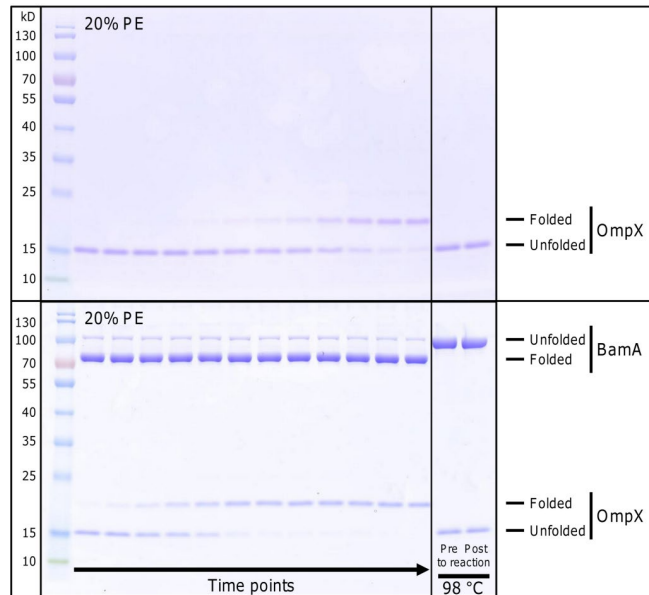 kD
20% PE
130
100
70
55
40
35
25
15
10
Folded
Unfolded
OmpX
20% PE
130
100
70
55
40
35
25
15
10
Unfolded
Folded
BamA
Folded
Unfolded
OmpX
Pre Post
to reaction
Time points
98 °C